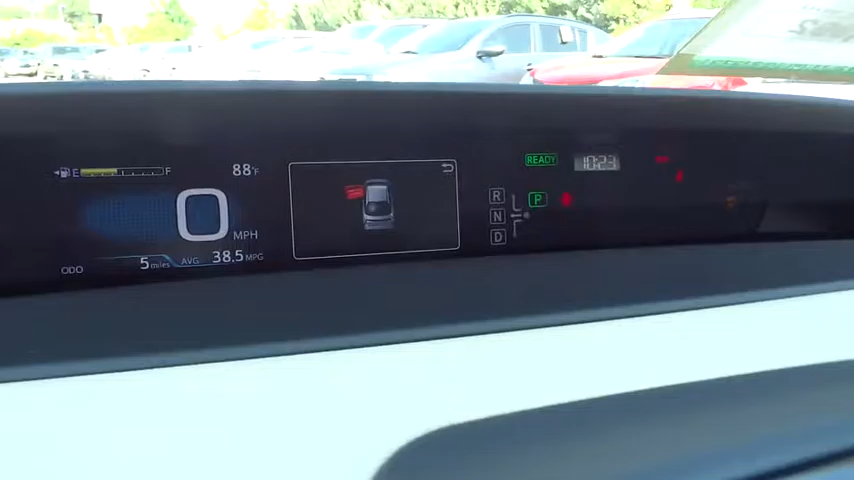 E F
88°F
0 MPH
ODO 5 miles AVG 38.5 MPG
R
N
D
READY
P
10:23